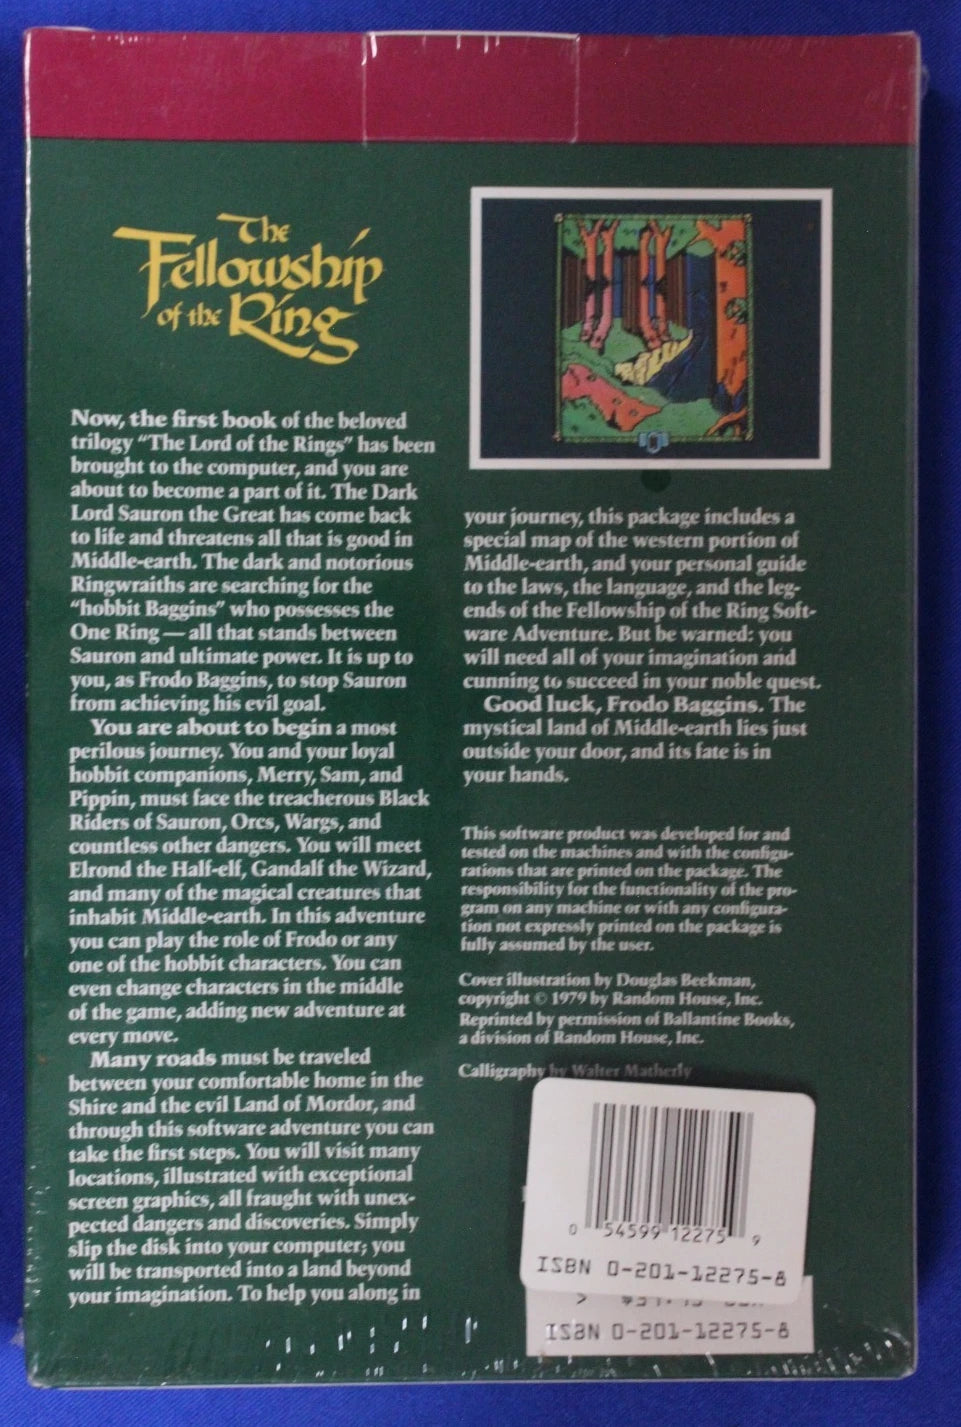 The
Fellowship
of the Ring
Now, the first book of the beloved
trilogy “The Lord of the Rings” has been
brought to the computer, and you are
about to become a part of it. The Dark
Lord Sauron the Great has come back
to life and threatens all that is good in
Middle-earth. The dark and notorious
Ringwraiths are searching for the
“hobbit Baggins” who possesses the
One Ring — all that stands between
Sauron and ultimate power. It is up to
you, as Frodo Baggins, to stop Sauron
from achieving his evil goal.
You are about to begin a most
perilous journey. You and your loyal
hobbit companions, Merry, Sam, and
Pippin, must face the treacherous Black
Riders of Sauron, Orcs, Wargs, and
countless other dangers. You will meet
Elrond the Half-elf, Gandalf the Wizard,
and many of the magical creatures that
inhabit Middle-earth. In this adventure
you can play the role of Frodo or any
one of the hobbit characters. You can
even change characters in the middle
of the game, adding new adventure at
every move.
Many roads must be traveled
between your comfortable home in the
Shire and the evil Land of Mordor, and
through this software adventure you can
take the first steps. You will visit many
locations, illustrated with exceptional
screen graphics, all fraught with unex-
pected dangers and discoveries. Simply
slip the disk into your computer; you
will be transported into a land beyond
your imagination. To help you along in
your journey, this package includes a
special map of the western portion of
Middle-earth, and your personal guide
to the laws, the language, and the leg-
ends of the Fellowship of the Ring Soft-
ware Adventure. But be warned: you
will need all of your imagination and
cunning to succeed in your noble quest.
Good luck, Frodo Baggins. The
mystical land of Middle-earth lies just
outside your door, and its fate is in
your hands.
This software product was developed for and
tested on the machines and with the configu-
rations that are printed on the package. The
responsibility for the functionality of the pro-
gram on any machine or with any configura-
tion not expressly printed on the package is
fully assumed by the user.
Cover illustration by Douglas Beekman,
copyright © 1979 by Random House, Inc.
Reprinted by permission of Ballantine Books,
a division of Random House, Inc.
Calligraphy by Walter Matherly
0 54599 12275 9
ISBN 0-201-12275-8
ISBN 0-201-12275-8